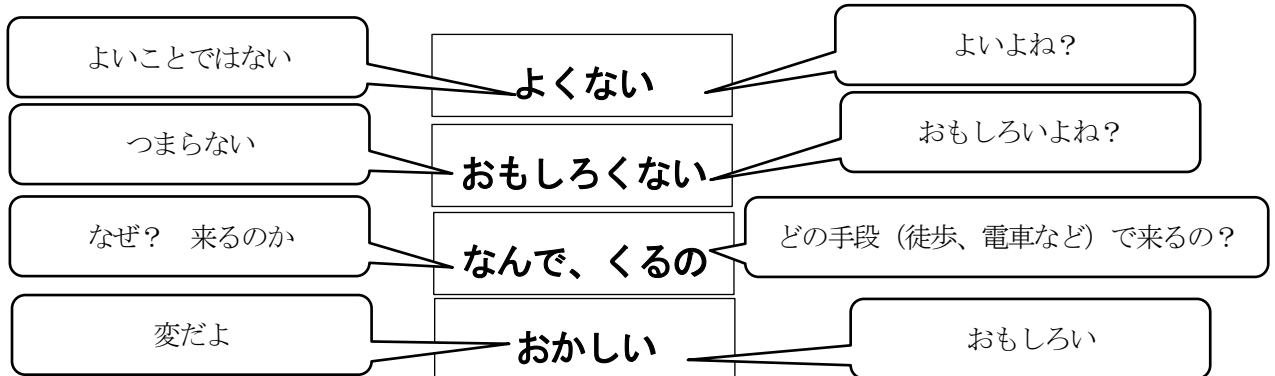 よいことではない
よくない
よいよね？
つまらない
おもしろくない
おもしろいよね？
なぜ？　来るのか
なんで、くるの
どの手段（徒歩、電車など）で来るの？
変だよ
おかしい
おもしろい